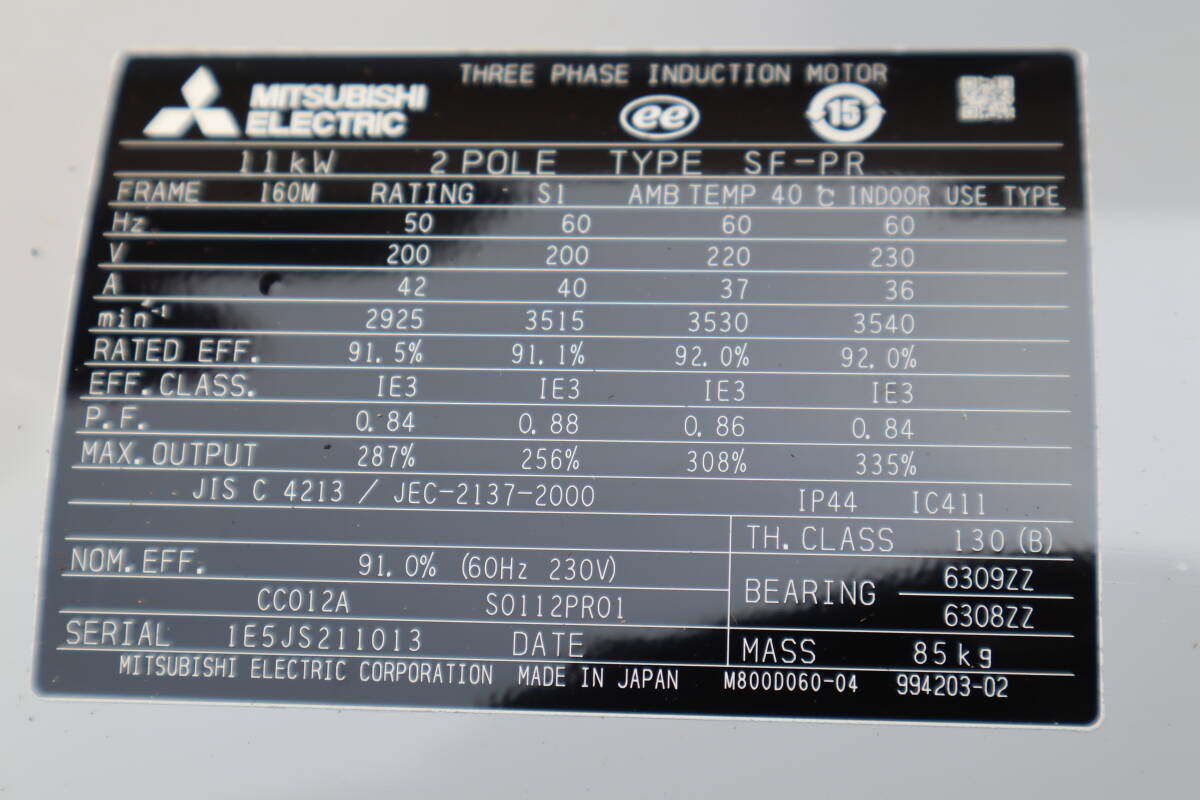 THREE PHASE INDUCTION MOTOR
MITSUBISHI
ELECTRIC
ee
15
11kW 2 POLE TYPE SF-PR
FRAME 160M RATING S1 AMB TEMP 40 ℃ INDOOR USE TYPE
Hz 50 60 60 60
V 200 200 220 230
A 42 40 37 36
min⁻¹ 2925 3515 3530 3540
RATED EFF. 91.5% 91.1% 92.0% 92.0%
EFF. CLASS. IE3 IE3 IE3 IE3
P.F. 0.84 0.88 0.86 0.84
MAX. OUTPUT 287% 256% 308% 335%
JIS C 4213 / JEC-2137-2000 IP44 IC411
TH. CLASS 130 (B)
NOM. EFF. 91.0% (60Hz 230V)
BEARING 6309ZZ
6308ZZ
CC012A S0112PR01
SERIAL 1E5JS211013 DATE
MASS 85kg
MITSUBISHI ELECTRIC CORPORATION MADE IN JAPAN M800D060-04 994203-02